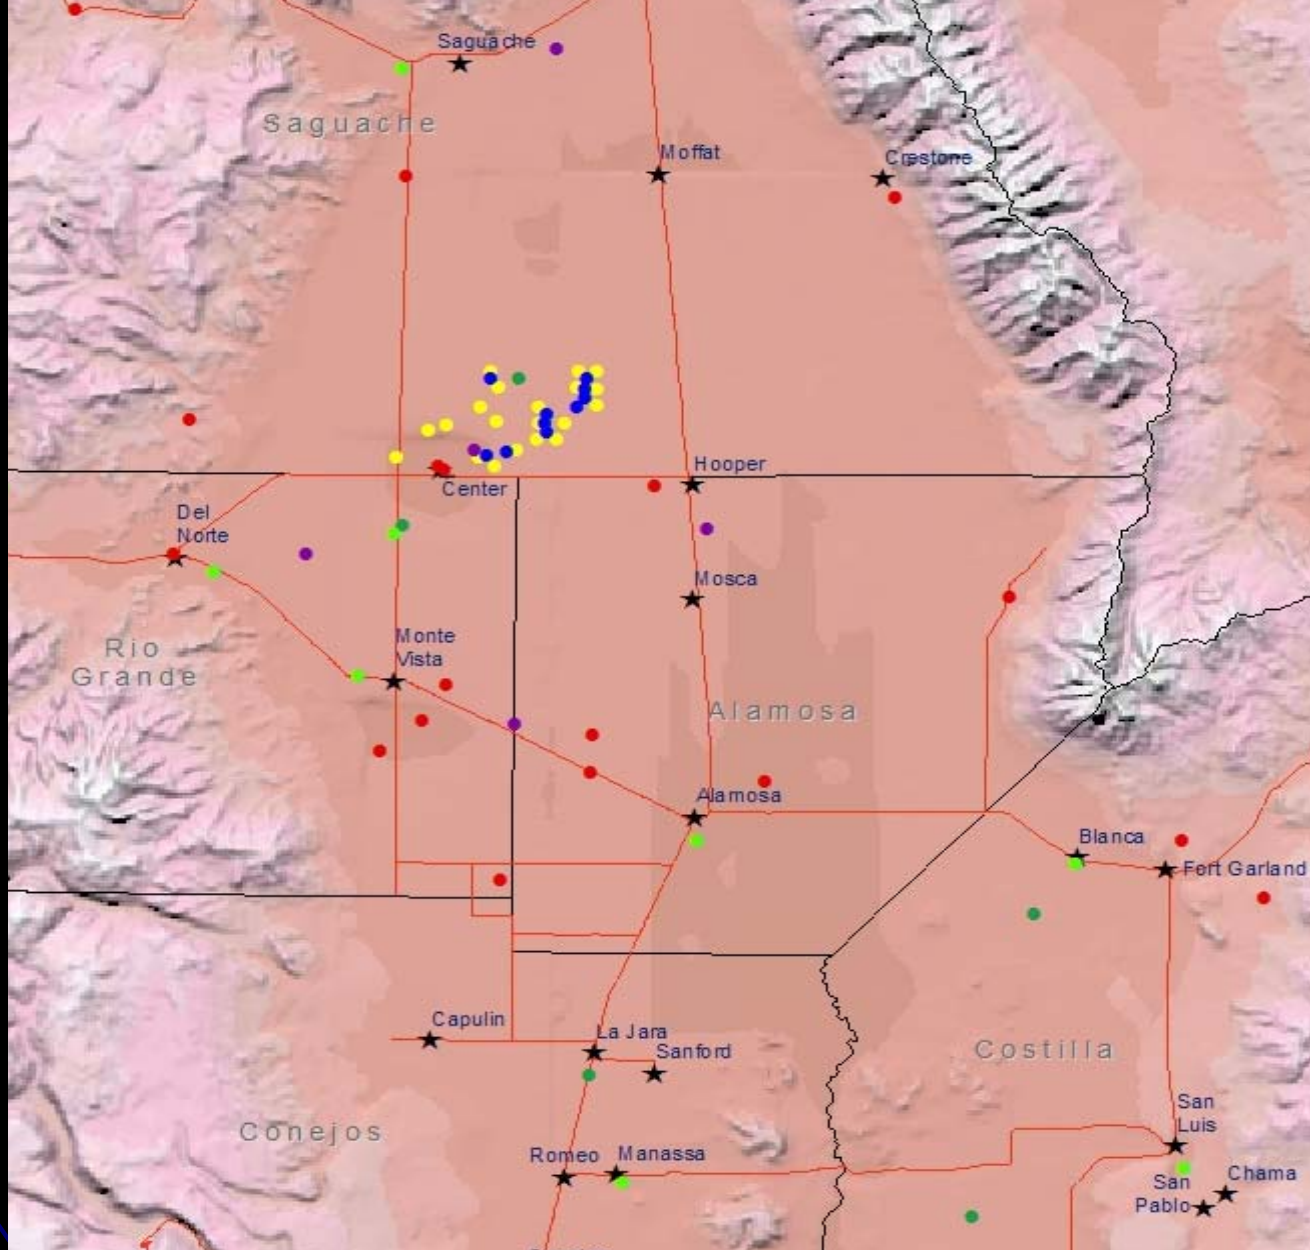 Saguache
Saguache
Moffat
Crestone
Hooper
Center
Del
Norte
Mosca
Monte
Vista
Rio
Grande
Alamosa
Alamosa
Blanca
Fort Garland
Capulin
La Jara
Sanford
Costilla
San
Luis
Conejos
Romeo
Manassa
San
Pablo
Chama